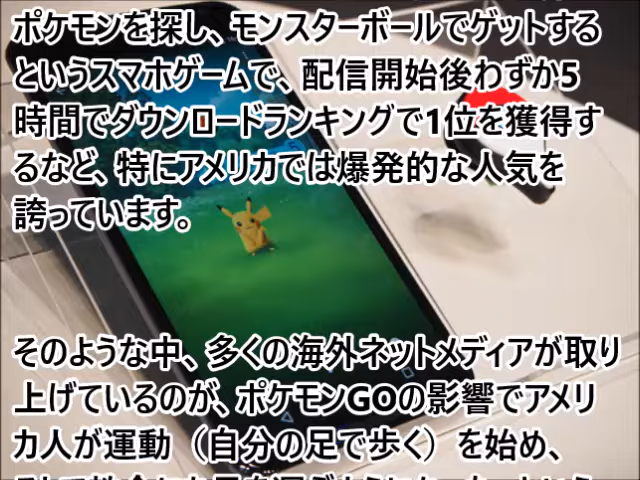 ポケモンを探し、モンスターボールでゲットする
というスマホゲームで、配信開始後わずか5
時間でダウンロードランキングで1位を獲得す
るなど、特にアメリカでは爆発的な人気を
誇っています。
そのような中、多くの海外ネットメディアが取り
上げているのが、ポケモンGOの影響でアメリ
カ人が運動（自分の足で歩く）を始め、